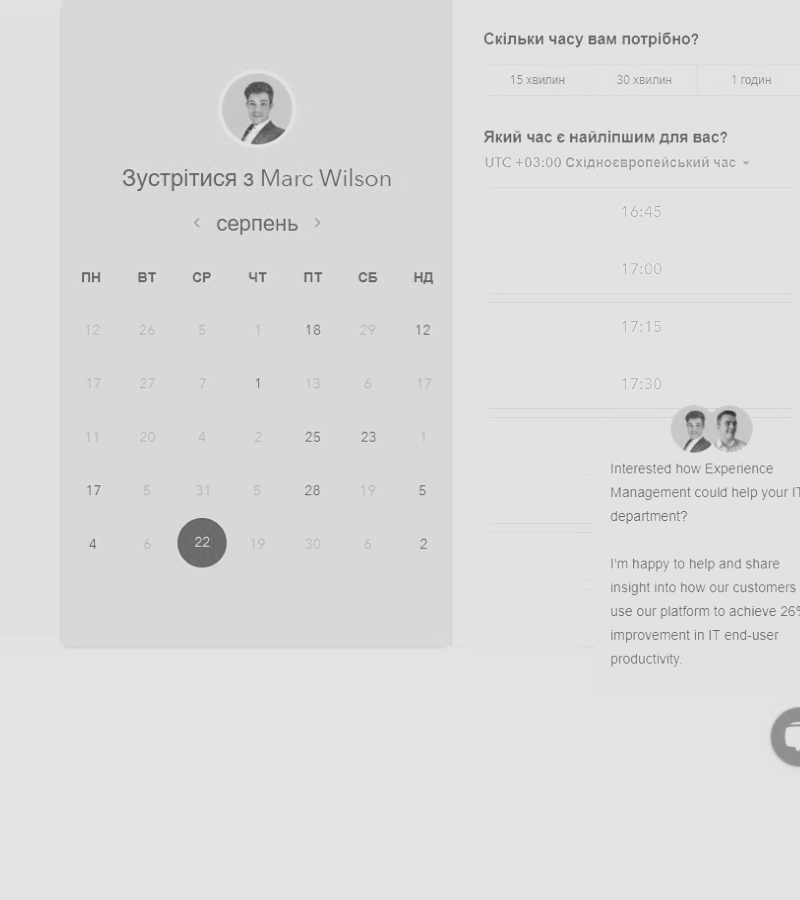 Зустрітися з Marc Wilson
серпень
ПН ВТ СР ЧТ ПТ СБ НД
12 26 5 1 18 29 12
17 27 7 1 13 6 17
11 20 4 2 25 23 1
17 5 31 5 28 19 5
4 6 22 19 30 6 2
Скільки часу вам потрібно?
15 хвилин 30 хвилин 1 годин
Який час є найліпшим для вас?
UTC +03:00 Східноєвропейський час
16:45
17:00
17:15
17:30
Interested how Experience
Management could help your IT
department?
I'm happy to help and share
insight into how our customers
use our platform to achieve 26%
improvement in IT end-user
productivity.